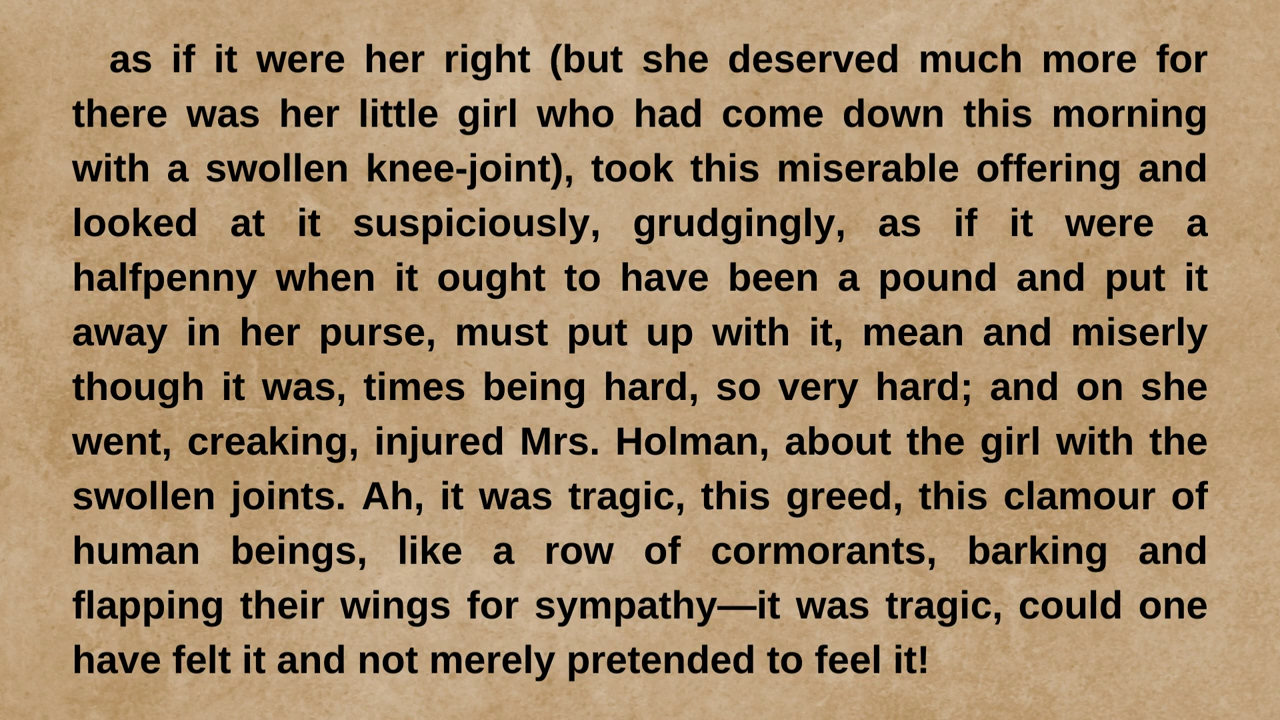 as if it were her right (but she deserved much more for
there was her little girl who had come down this morning
with a swollen knee-joint), took this miserable offering and
looked at it suspiciously, grudgingly, as if it were a
halfpenny when it ought to have been a pound and put it
away in her purse, must put up with it, mean and miserly
though it was, times being hard, so very hard; and on she
went, creaking, injured Mrs. Holman, about the girl with the
swollen joints. Ah, it was tragic, this greed, this clamour of
human beings, like a row of cormorants, barking and
flapping their wings for sympathy—it was tragic, could one
have felt it and not merely pretended to feel it!